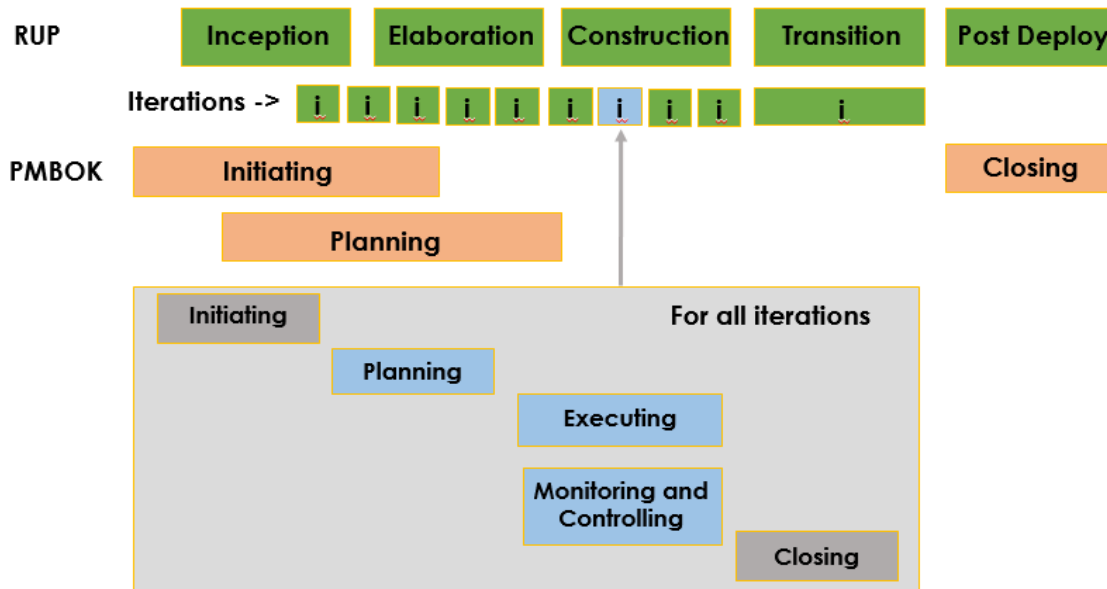 RUP Inception Elaboration Construction Transition Post Deploy
Iterations -> i i i i i i i i i i
PMBOK Initiating Closing
Planning
Initiating For all iterations
Planning
Executing
Monitoring and
Controlling
Closing